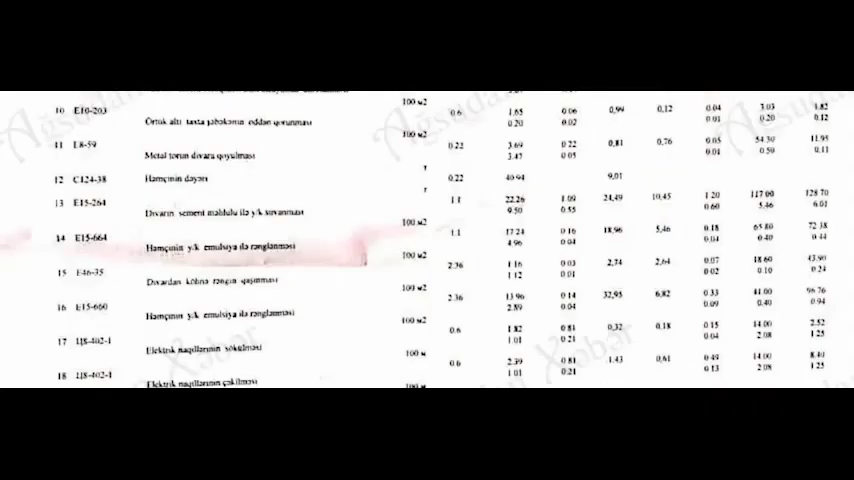 100 м2
10 E10-203 0.6 1.65 0.06 0,99 0,12 0.04 3.03 1.82
Örtük altı taxta şəbəkənin oddan qorunması 0.20 0.02 0.01 0.20 0.12
100 м2
11 E8-59 0.22 3.69 0.22 0,81 0,76 0.05 54.30 11.95
Metal torun divara qoyulması 3.47 0.05 0.01 0.50 0.11
т
12 C124-38 Həmçinin dəyəri 0.22 40.94 9,01
т
13 E15-264 1.1 22.26 1.09 24,49 10,45 1.20 117.00 128.70
Divarın sement məhlulu ilə y/k suvanması 9.50 0.55 0.60 5.46 6.01
100 м2
14 E15-664 1.1 17.24 0.16 18,96 5,46 0.18 65.80 72.38
Həmçinin y/k emulsiya ilə rənglənməsi 4.96 0.04 0.04 0.40 0.44
100 м2
15 E46-35 2.36 1.16 0.03 2,74 2,64 0.07 18.60 43.90
Divardan köhnə rəngin qaşınması 1.12 0.01 0.02 0.10 0.24
100 м2
16 E15-660 2.36 13.96 0.14 32,95 6,82 0.33 41.00 96.76
Həmçinin y/k emulsiya ilə rənglənməsi 2.89 0.04 0.09 0.40 0.94
100 м2
17 Ц8-402-1 0.6 1.82 0.81 0,32 0,18 0.15 14.00 2.52
Elektrik naqillərinin sökülməsi 1.01 0.21 0.04 2.08 1.25
100 м
18 Ц8-402-1 0.6 2.39 0.81 1,43 0,61 0.49 14.00 8.40
Elektrik naqillərinin çəkilməsi 1.01 0.21 0.13 2.08 1.25
100 м
Ağsudan Xəbər